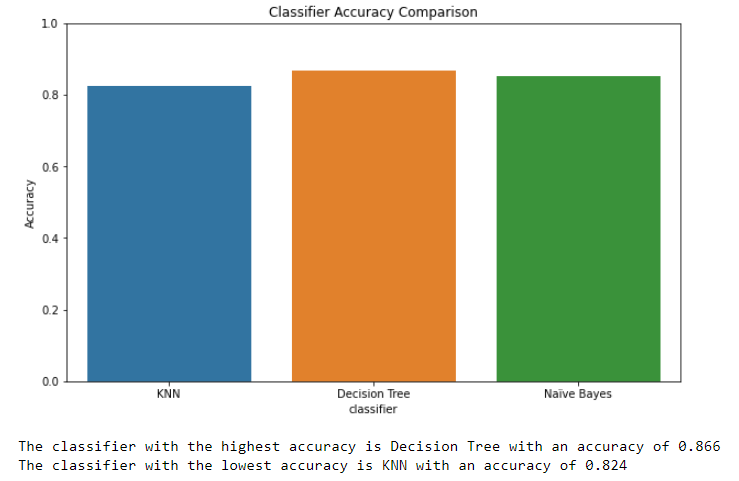 Classifier Accuracy Comparison
1.0
0.8
0.6
0.4
0.2
0.0
Accuracy
KNN Decision Tree Naïve Bayes
classifier
The classifier with the highest accuracy is Decision Tree with an accuracy of 0.866
The classifier with the lowest accuracy is KNN with an accuracy of 0.824